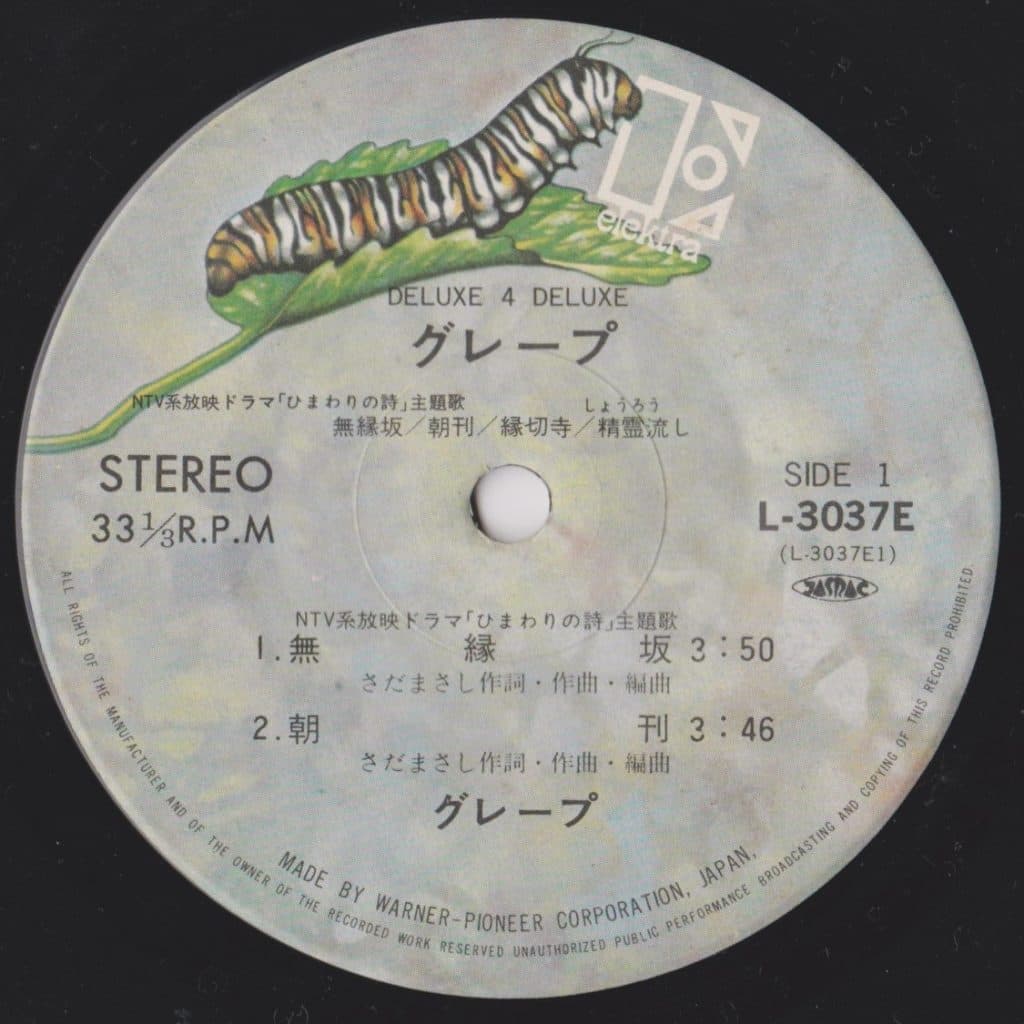 elektra
DELUXE 4 DELUXE
グレープ
NTV系放映ドラマ「ひまわりの詩」主題歌
しょうろう
無縁坂／朝刊／縁切寺／精霊流し
STEREO
33 1/3 R.P.M
SIDE 1
L-3037E
(L-3037E1)
JASRAC
NTV系放映ドラマ「ひまわりの詩」主題歌
1.無 縁 坂 3:50
さだまさし作詞・作曲・編曲
2.朝 刊 3:46
さだまさし作詞・作曲・編曲
グレープ
MADE BY WARNER-PIONEER CORPORATION, JAPAN,
ALL RIGHTS OF THE MANUFACTURER AND OF THE OWNER OF THE RECORDED WORK RESERVED UNAUTHORIZED PUBLIC PERFORMANCE BROADCASTING AND COPYING OF THIS RECORD PROHIBITED.